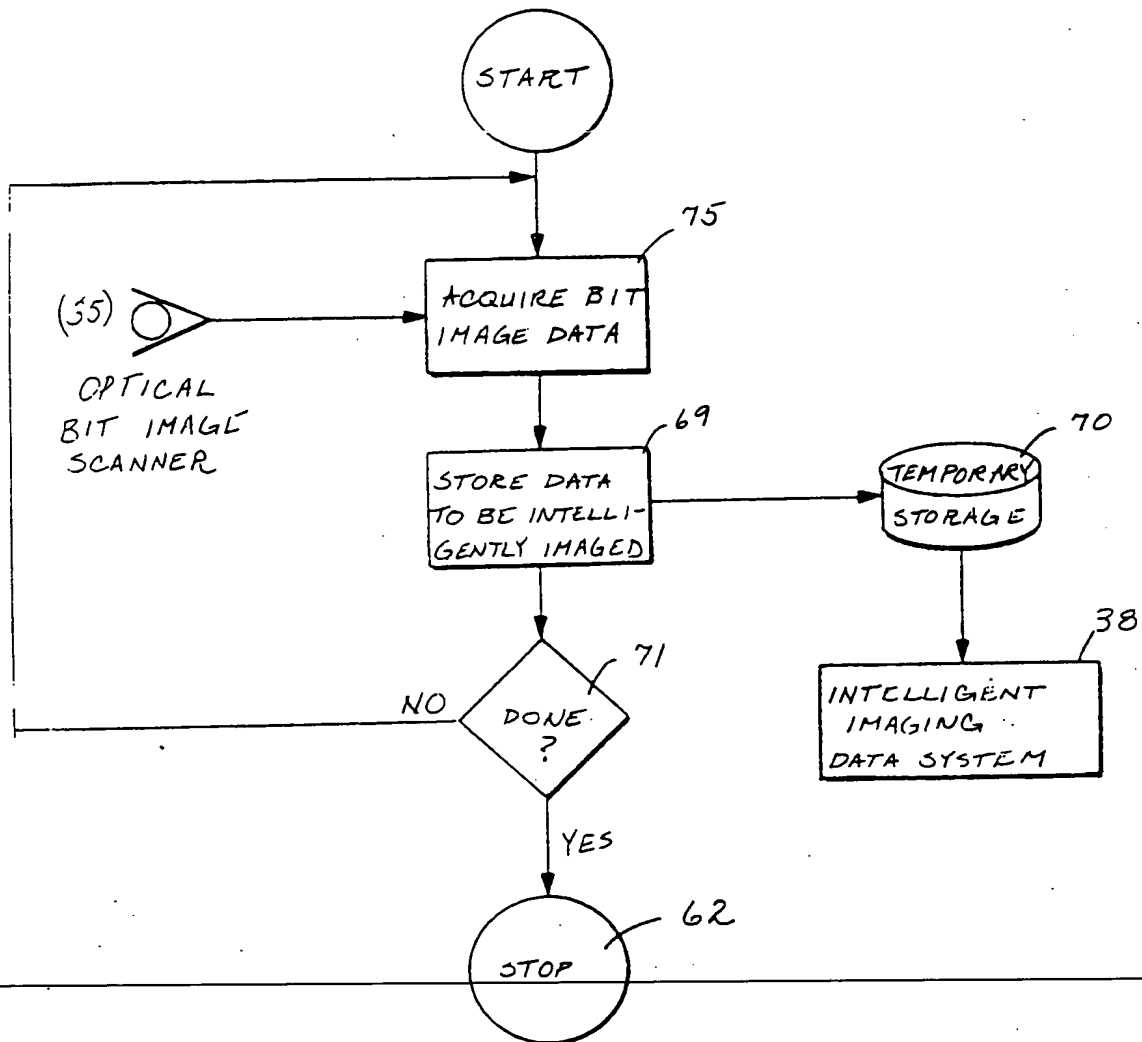 START
75
ACQUIRE BIT
IMAGE DATA
(55)
OPTICAL
BIT IMAGE
SCANNER
69
STORE DATA
TO BE INTELLI-
GENTLY IMAGED
70
TEMPORARY
STORAGE
38
INTELLIGENT
IMAGING
DATA SYSTEM
71
DONE
?
NO
YES
62
STOP